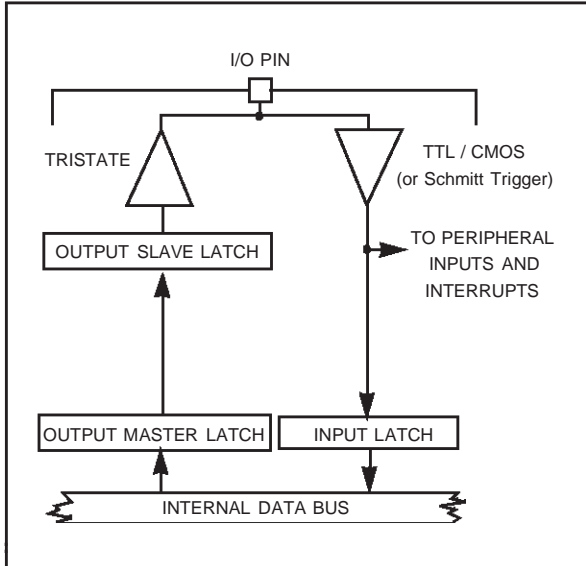 I/O PIN
TRISTATE
TTL / CMOS
(or Schmitt Trigger)
OUTPUT SLAVE LATCH
TO PERIPHERAL
INPUTS AND
INTERRUPTS
OUTPUT MASTER LATCH
INPUT LATCH
INTERNAL DATA BUS